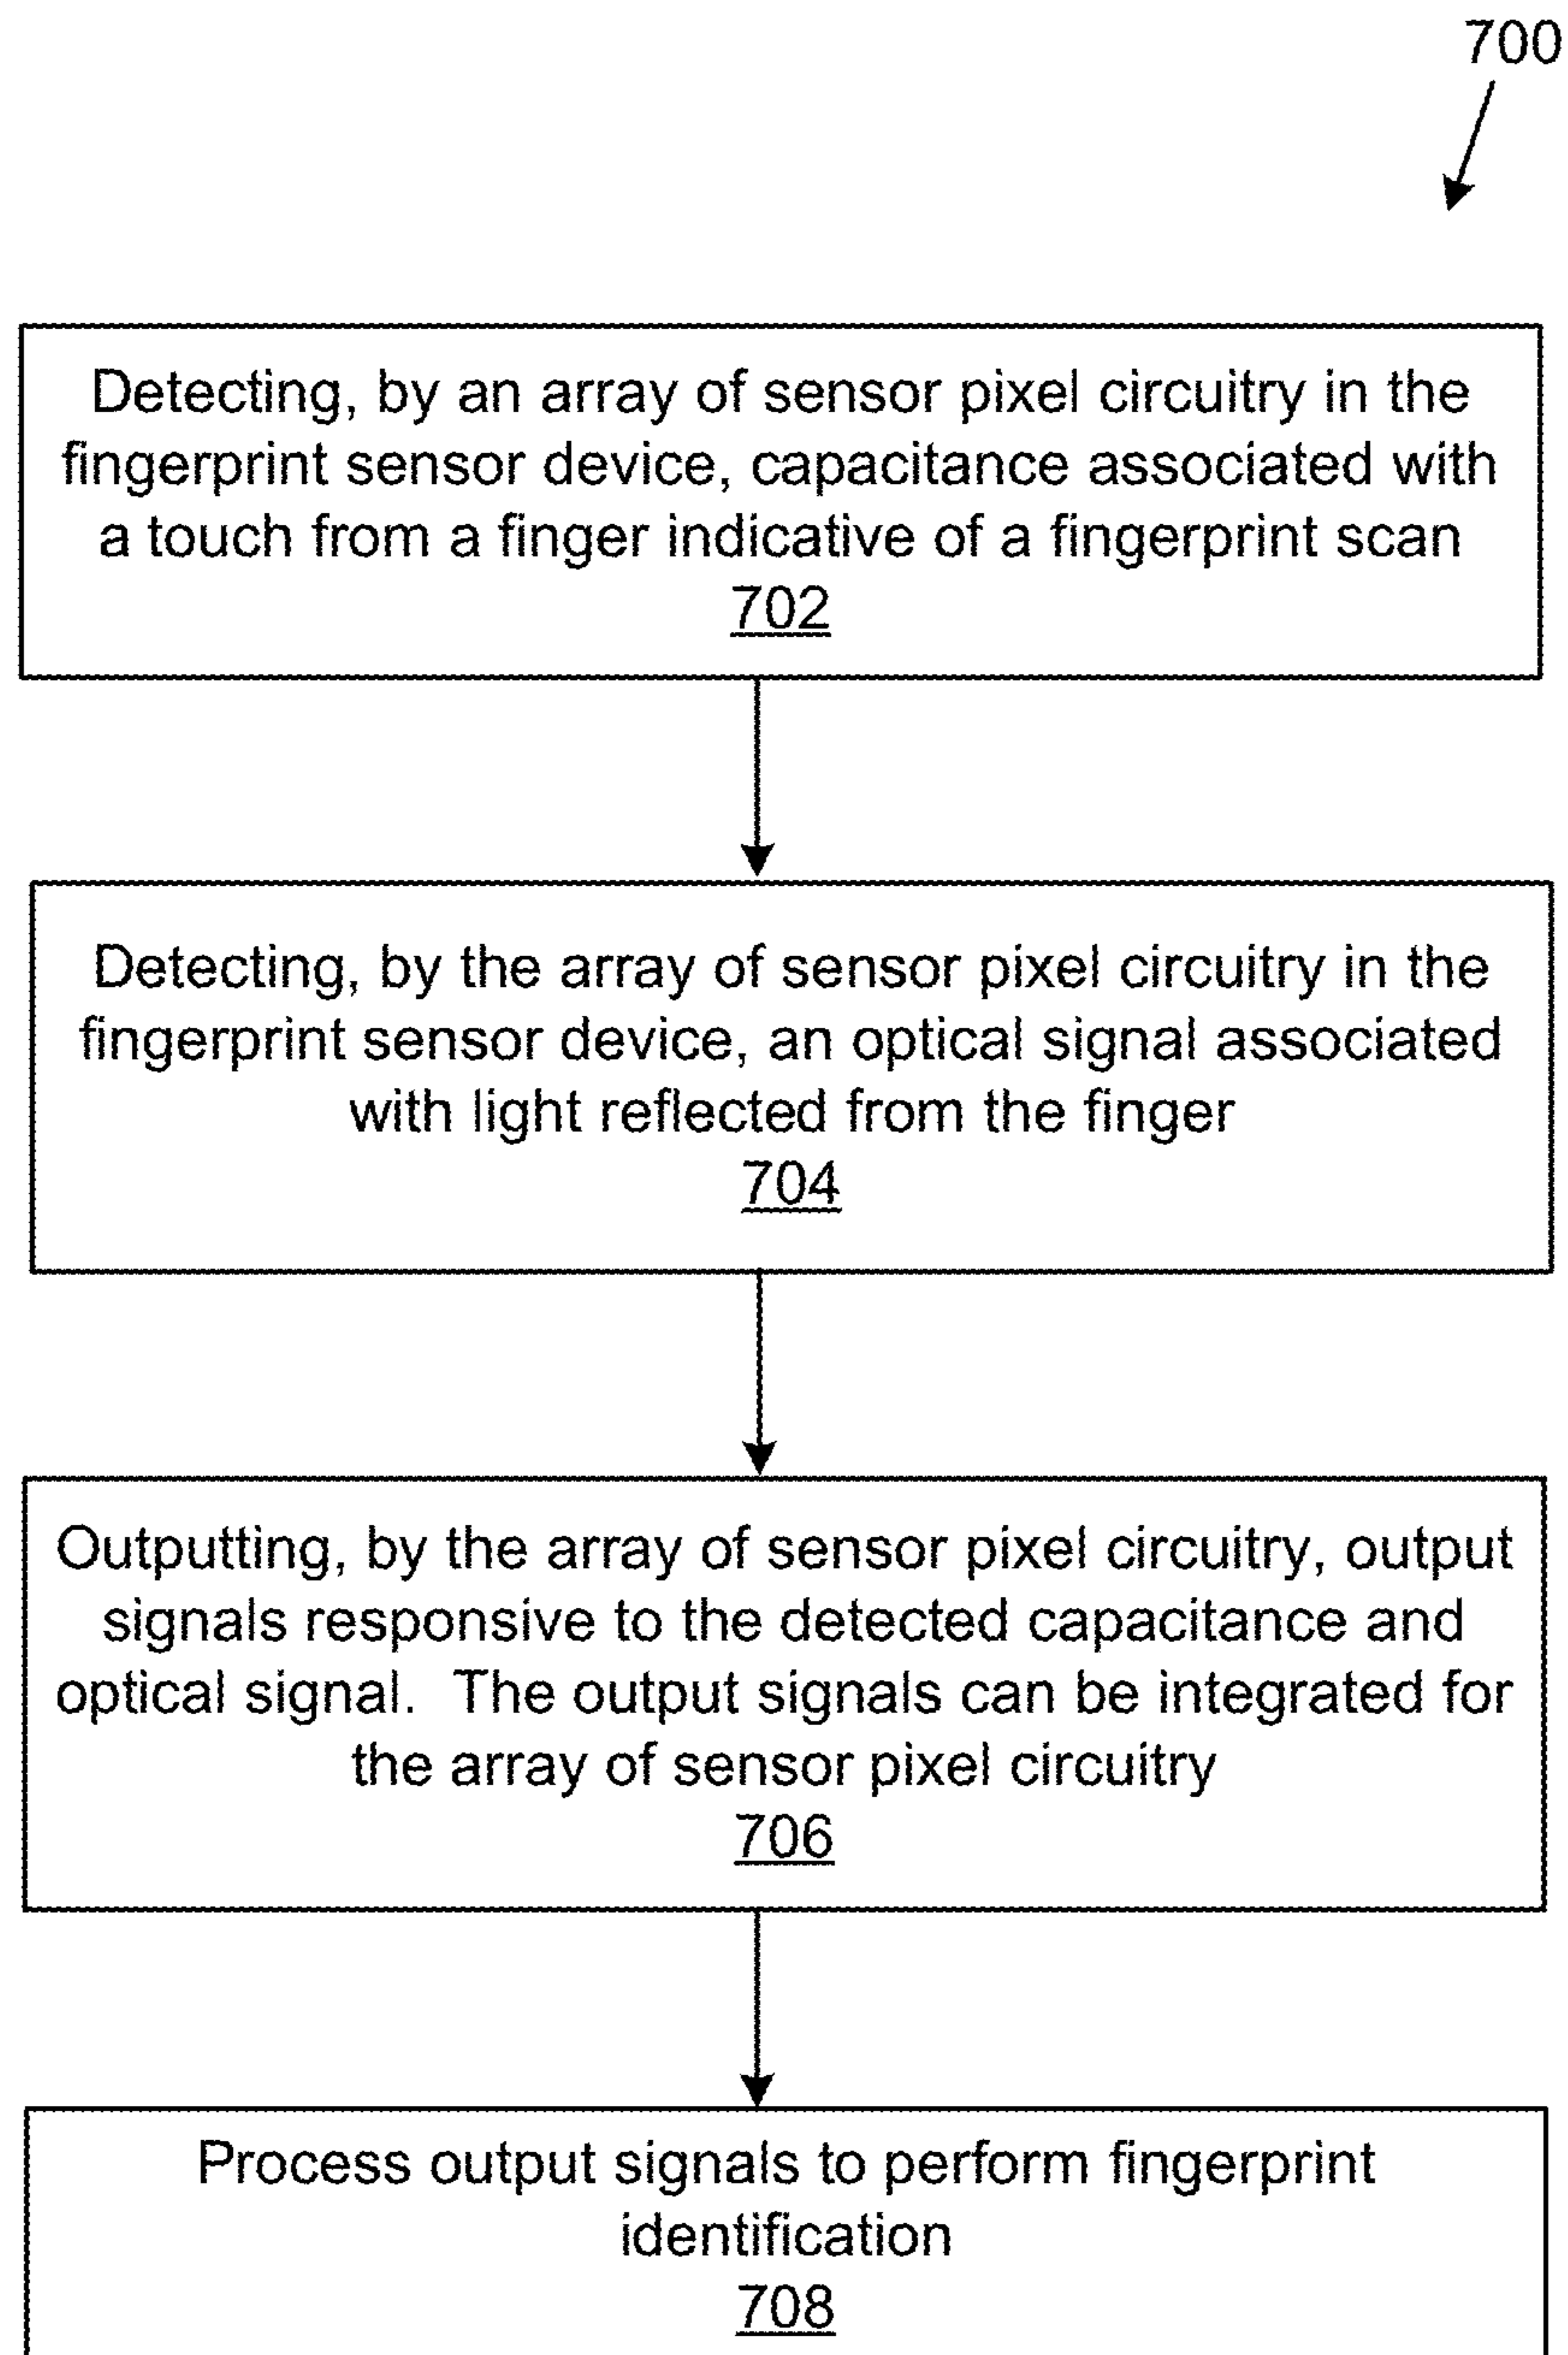 700
Detecting, by an array of sensor pixel circuitry in the
fingerprint sensor device, capacitance associated with
a touch from a finger indicative of a fingerprint scan
702
Detecting, by the array of sensor pixel circuitry in the
fingerprint sensor device, an optical signal associated
with light reflected from the finger
704
Outputting, by the array of sensor pixel circuitry, output
signals responsive to the detected capacitance and
optical signal.  The output signals can be integrated for
the array of sensor pixel circuitry
706
Process output signals to perform fingerprint
identification
708